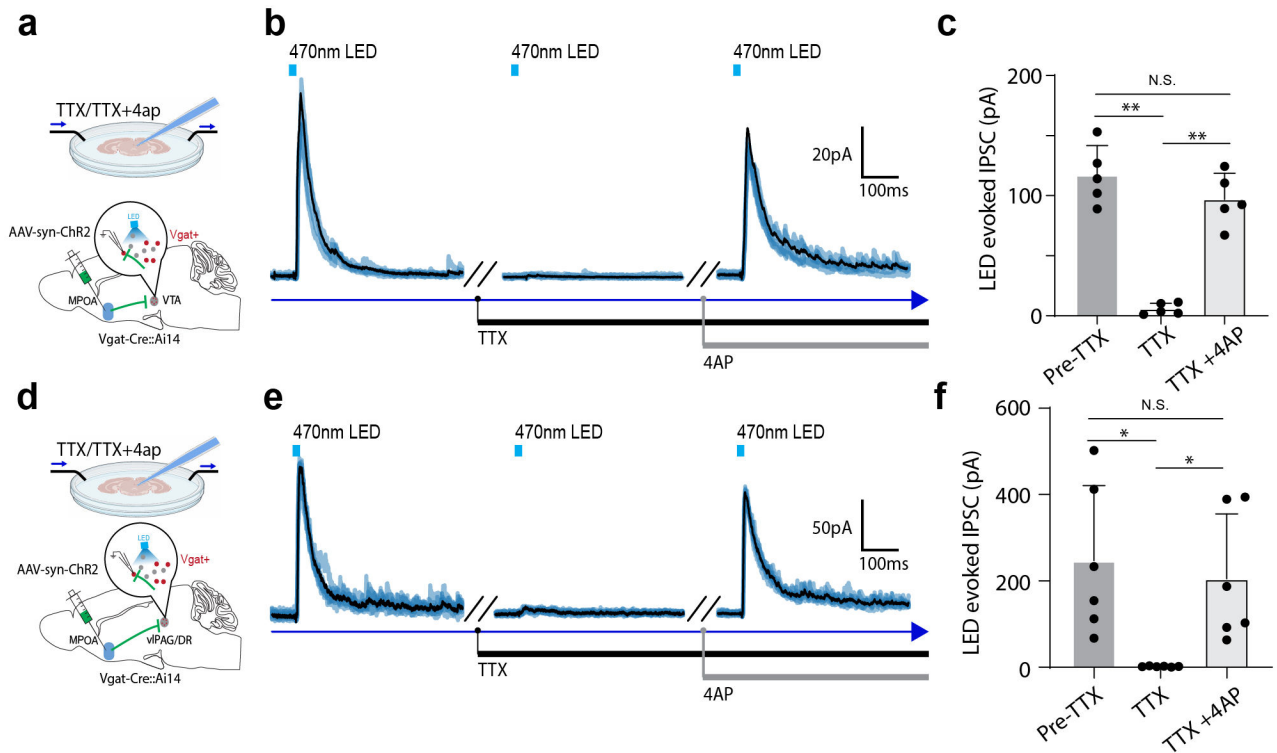 a
TTX/TTX+4ap
LED
AAV-syn-ChR2
Vgat+
MPOA
VTA
Vgat-Cre::Ai14
b
470nm LED
470nm LED
470nm LED
20pA
100ms
TTX
4AP
c
LED evoked IPSC (pA)
200
100
0
N.S.
**
**
Pre-TTX
TTX
TTX +4AP
d
TTX/TTX+4ap
LED
AAV-syn-ChR2
Vgat+
MPOA
vlPAG/DR
Vgat-Cre::Ai14
e
470nm LED
470nm LED
470nm LED
50pA
100ms
TTX
4AP
f
LED evoked IPSC (pA)
600
400
200
0
N.S.
*
*
Pre-TTX
TTX
TTX +4AP